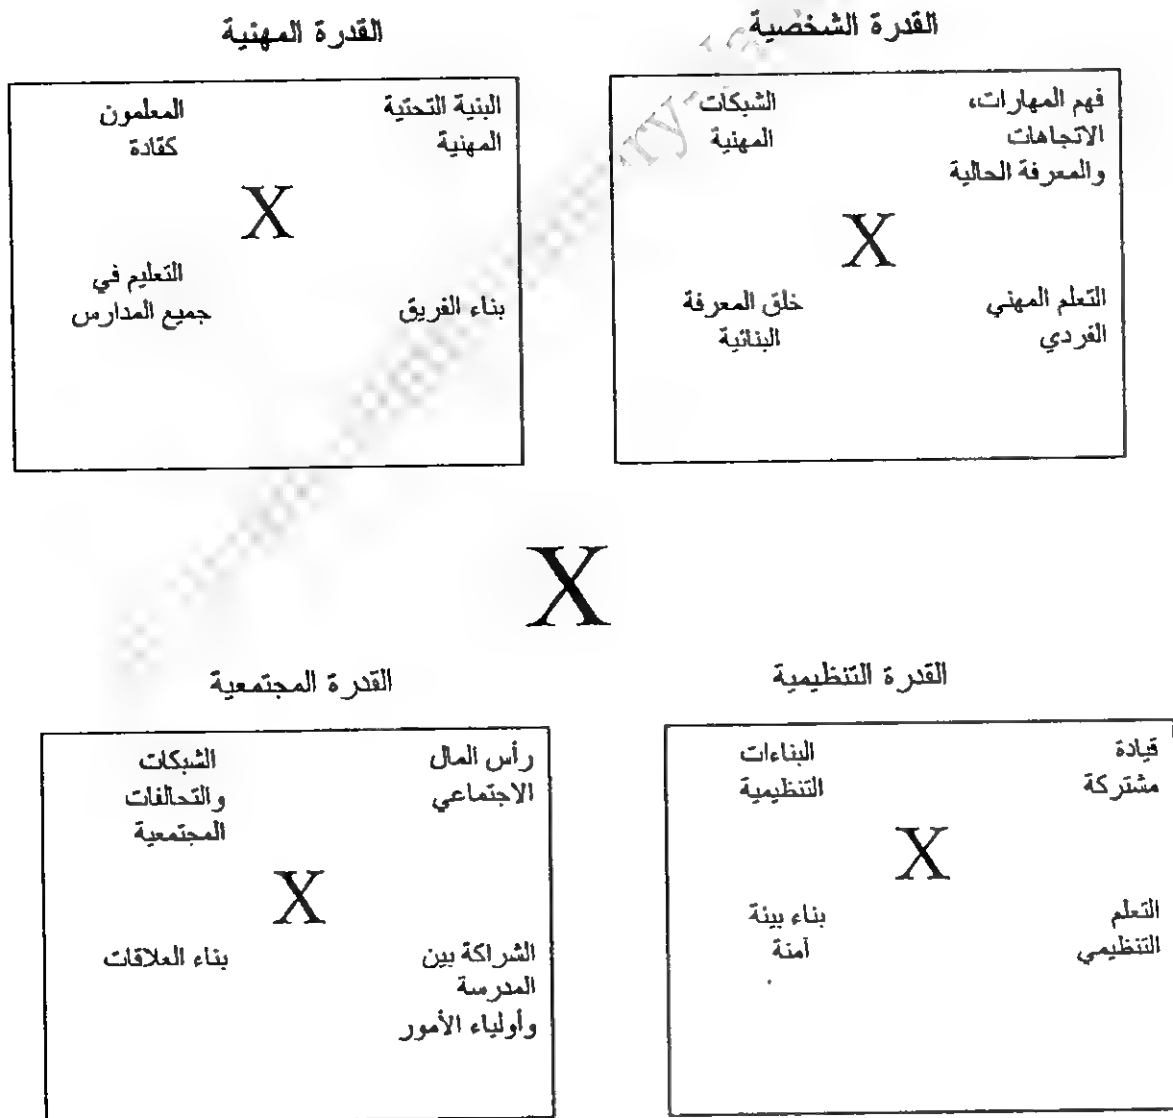 القدرة الشخصية
فهم المهارات،
الاتجاهات
والمعرفة الحالية
الشبكات
المهنية
X
التعلم المهني
الفردي
خلق المعرفة
البنائية
القدرة المهنية
البنية التحتية
المهنية
المعلمون
كقادة
X
بناء الفريق
التعليم في
جميع المدارس
X
القدرة التنظيمية
قيادة
مشتركة
البناءات
التنظيمية
X
التعلم
التنظيمي
بناء بيئة
آمنة
القدرة المجتمعية
رأس المال
الاجتماعي
الشبكات
والتحالفات
المجتمعية
X
الشراكة بين
المدرسة
وأولياء الأمور
بناء العلاقات